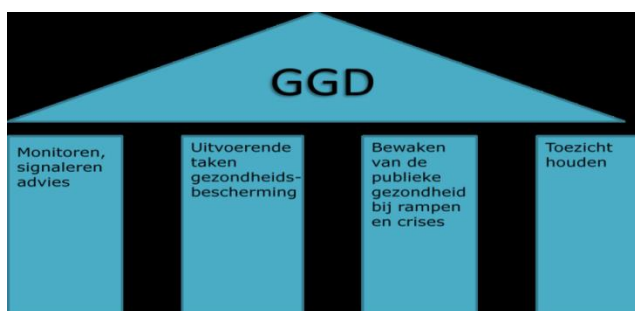 GGD
Monitoren,
signaleren
advies
Uitvoerende
taken
gezondheids-
bescherming
Bewaken
van de
publieke
gezondheid
bij rampen
en crises
Toezicht
houden